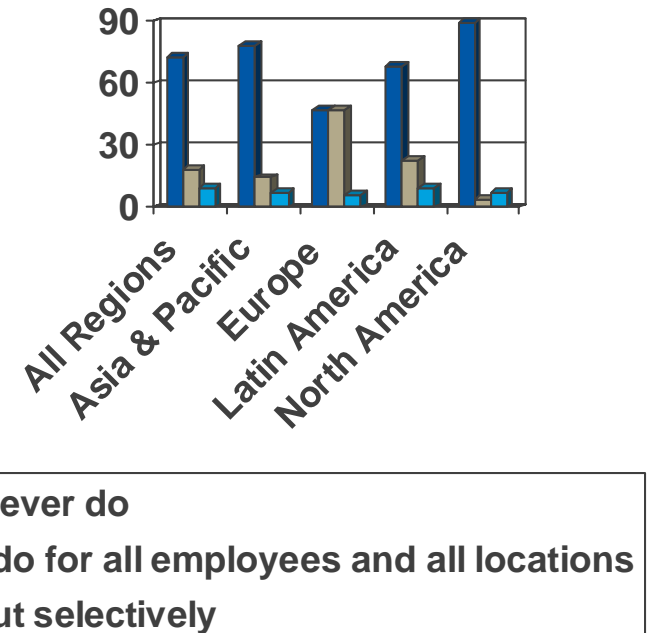 90
60
30
0
All Regions
Asia & Pacific
Europe
Latin America
North America
ever do
do for all employees and all locations
ut selectively